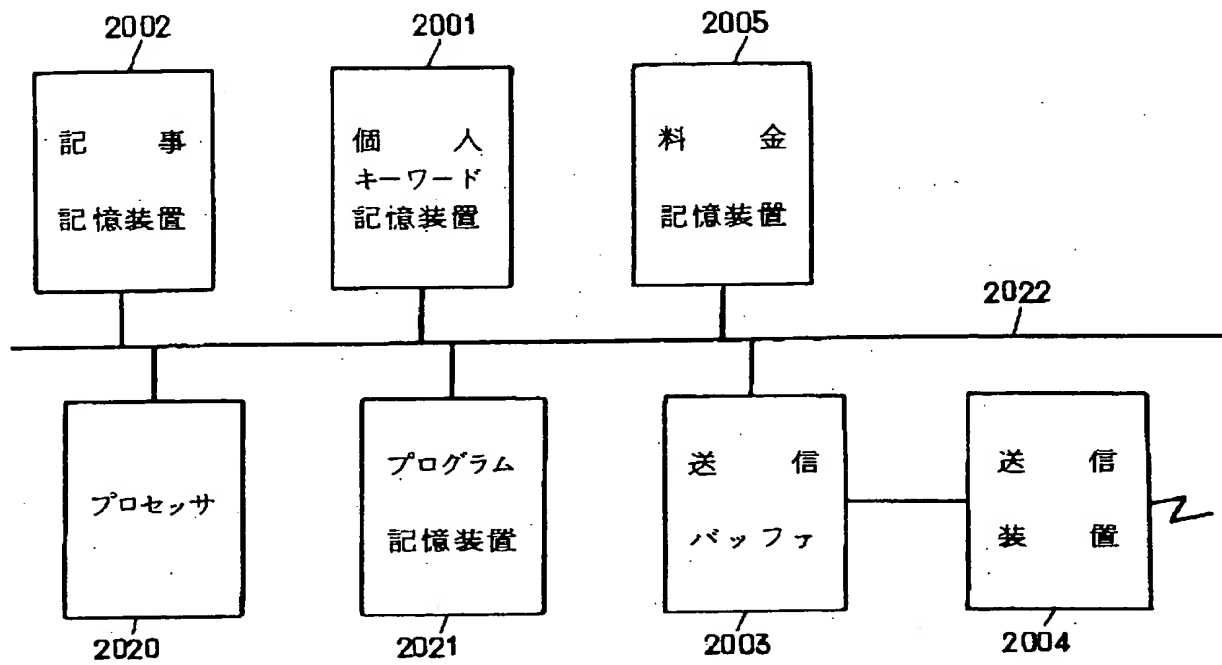 2002
2001
2005
記事
記憶装置
個人
キーワード
記憶装置
料金
記憶装置
2022
プロセッサ
プログラム
記憶装置
送信
バッファ
送信
装置
2020
2021
2003
2004